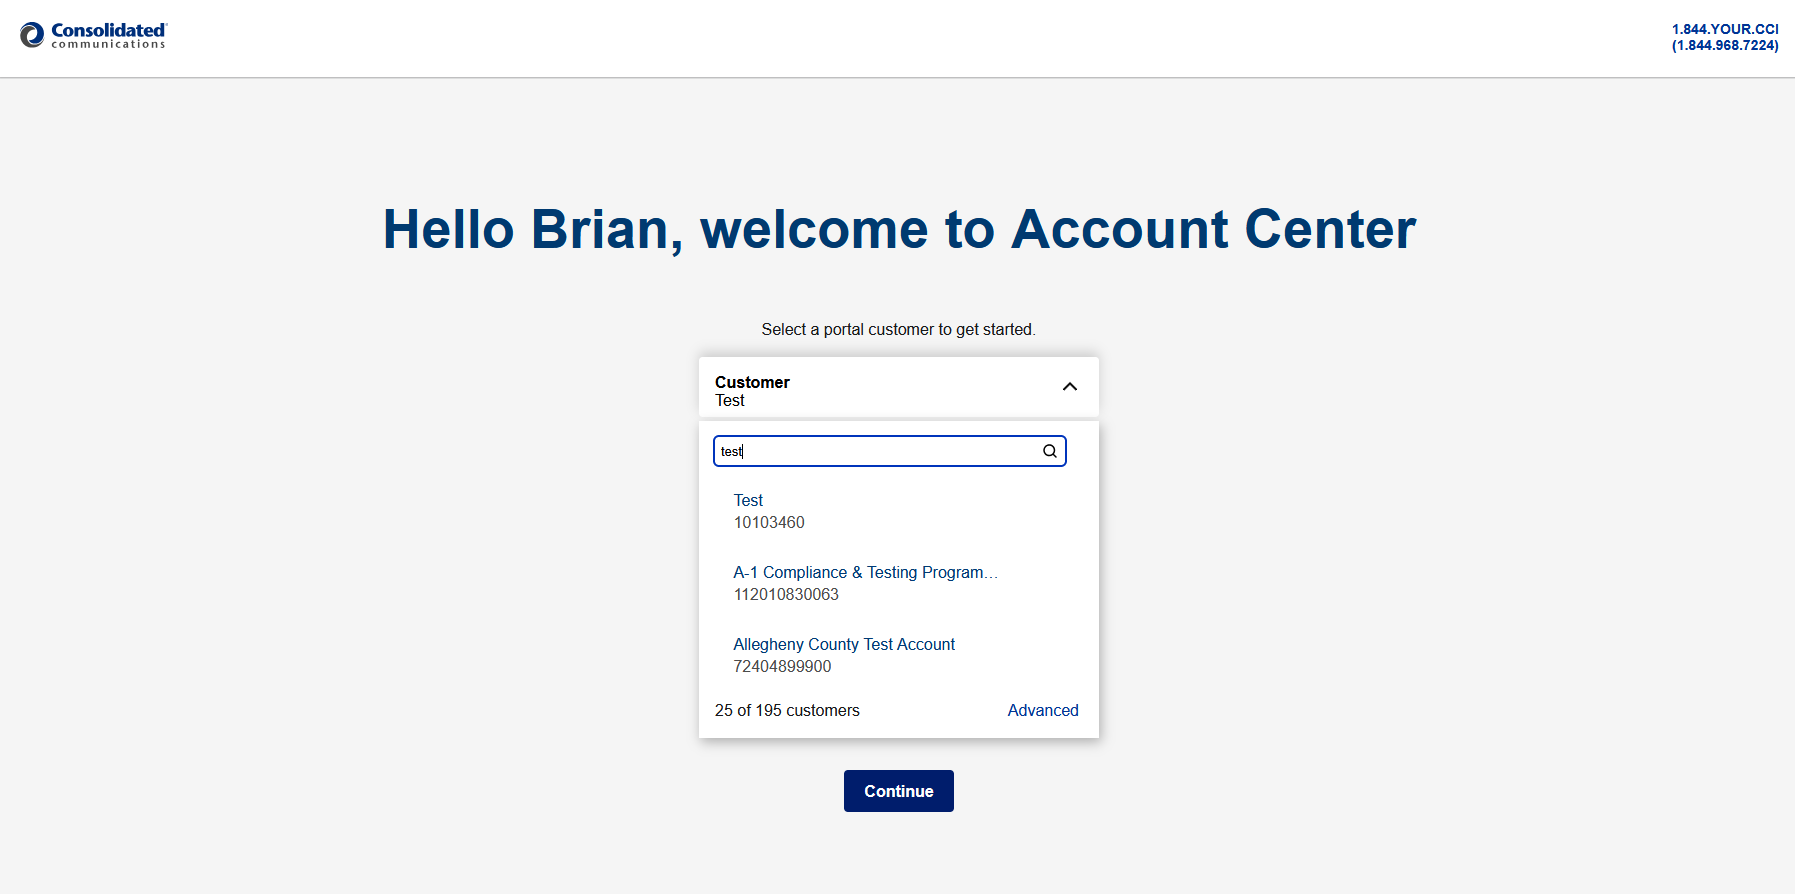 Consolidated
communications
1.844.YOUR.CCI
(1.844.968.7224)
Hello Brian, welcome to Account Center
Select a portal customer to get started.
Customer
Test
test
Test
10103460
A-1 Compliance & Testing Program…
112010830063
Allegheny County Test Account
72404899900
25 of 195 customers
Advanced
Continue